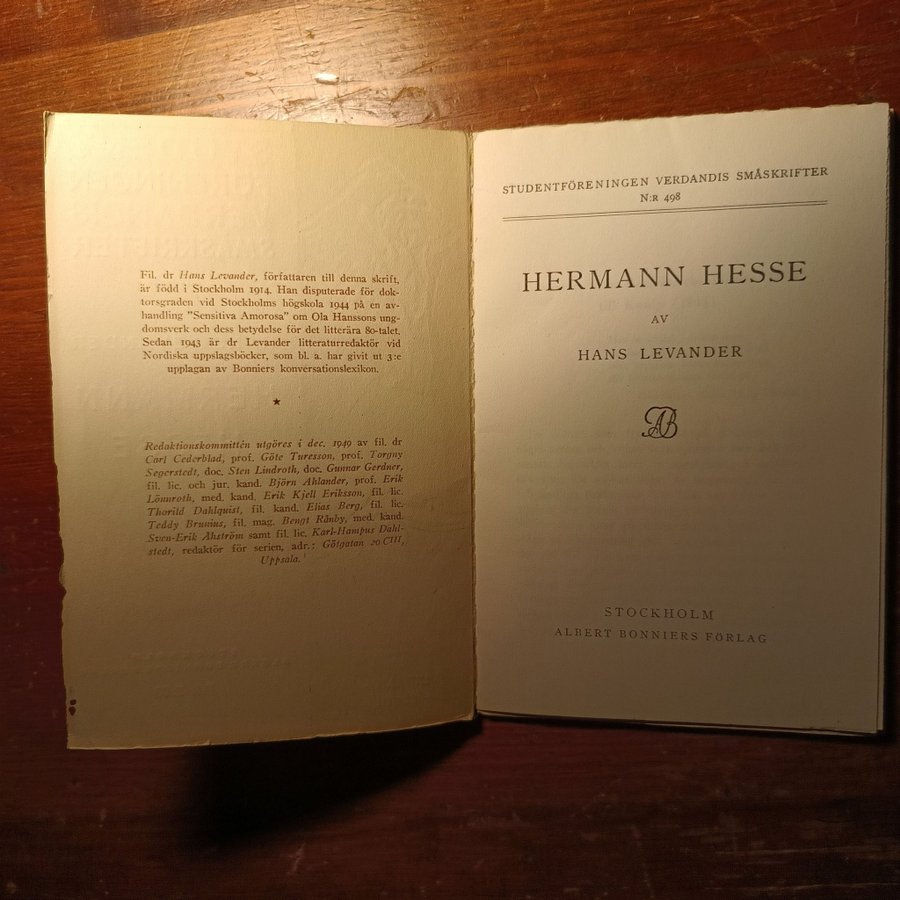 Fil. dr Hans Levander, författaren till denna skrift,
är född i Stockholm 1914. Han disputerade för dok-
torsgraden vid Stockholms högskola 1944 på en av-
handling "Sensitiva Amorosa" om Ola Hanssons ung-
domsverk och dess betydelse för det litterära 80-talet.
Sedan 1943 är dr Levander litteraturredaktör vid
Nordiska uppslagsböcker, som bl. a. har givit ut 3:e
upplagan av Bonniers konversationslexikon.
★
Redaktionskommittén utgöres i dec. 1949 av fil. dr
Carl Cederblad, prof. Göte Turesson, prof. Torgny
Segerstedt, doc. Sten Lindroth, doc. Gunnar Gerdner,
fil. lic. och jur. kand. Björn Ahlander, prof. Erik
Lönnroth, med. kand. Erik Kjell Eriksson, fil. lic.
Thorild Dahlquist, fil. kand. Elias Berg, fil. lic.
Teddy Brunius, fil. mag. Bengt Rånby, med. kand.
Sven-Erik Åhström samt fil. lic. Karl-Hampus Dahl-
stedt, redaktör för serien, adr.: Götgatan 20 CIII,
Uppsala.
STUDENTFÖRENINGEN VERDANDIS SMÅSKRIFTER
N:R 498
HERMANN HESSE
AV
HANS LEVANDER
AB
STOCKHOLM
ALBERT BONNIERS FÖRLAG